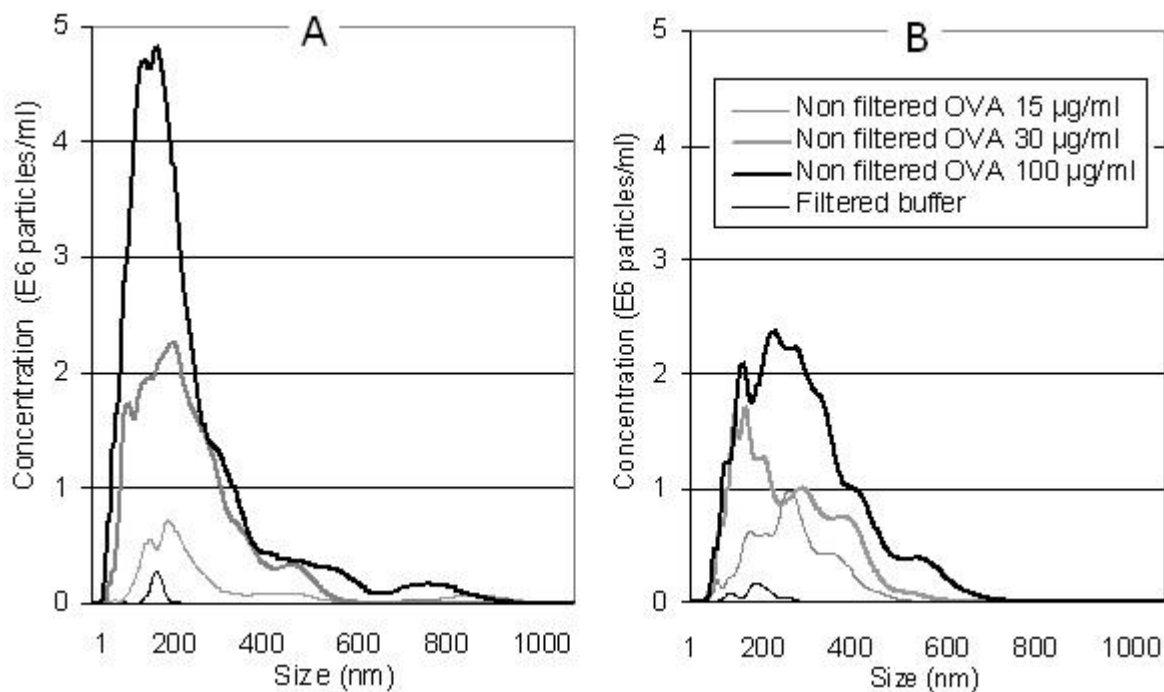 A
Concentration (E6 particles/ml)
5
4
3
2
1
0
1 200 400 600 800 1000
Size (nm)
B
Concentration (E6 particles/ml)
5
4
3
2
1
0
Non filtered OVA 15 µg/ml
Non filtered OVA 30 µg/ml
Non filtered OVA 100 µg/ml
Filtered buffer
1 200 400 600 800 1000
Size (nm)